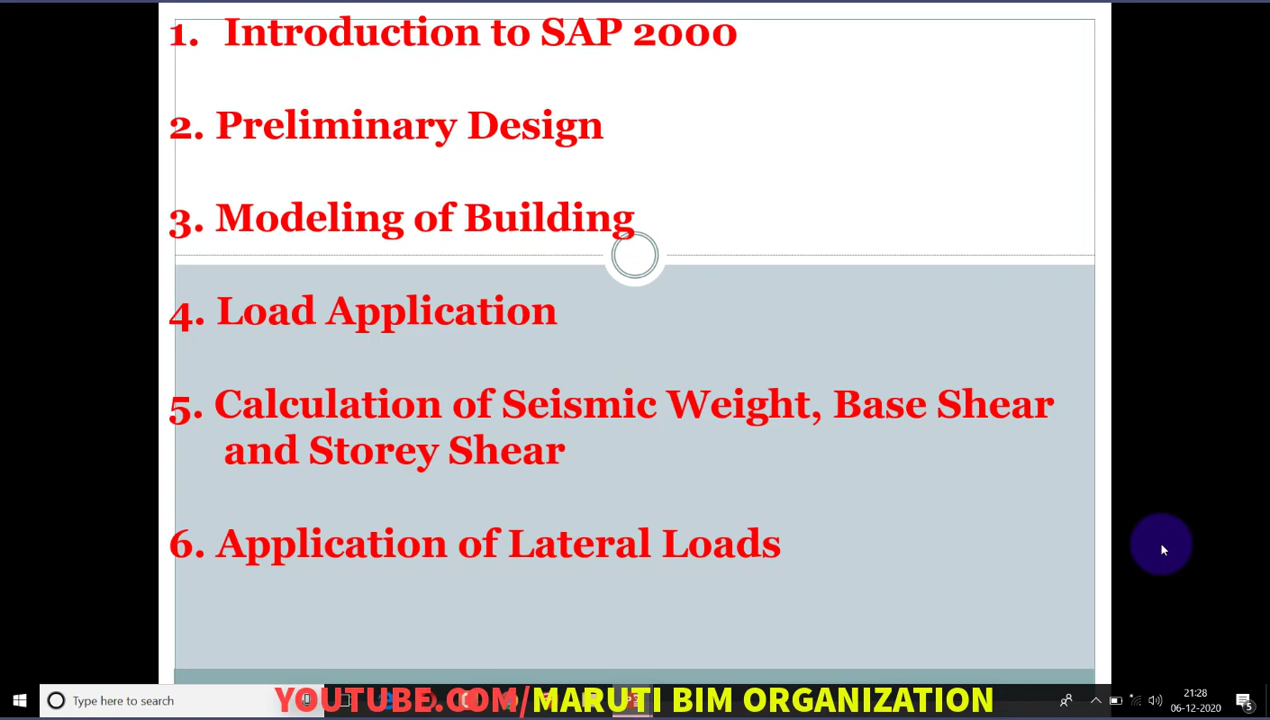 1. Introduction to SAP 2000
2. Preliminary Design
3. Modeling of Building
4. Load Application
5. Calculation of Seismic Weight, Base Shear
and Storey Shear
6. Application of Lateral Loads
Type here to search
YOUTUBE.COM/MARUTI BIM ORGANIZATION
21:28
06-12-2020
5